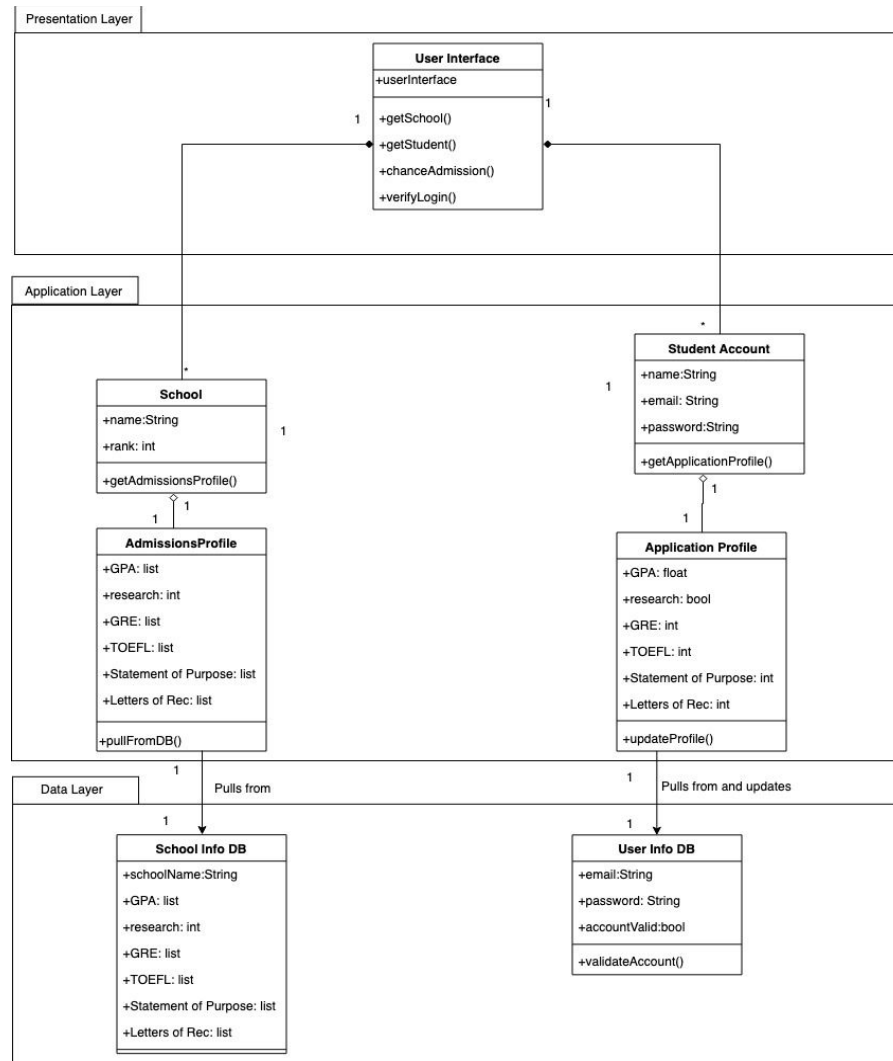 Presentation Layer
User Interface
+userInterface
1
1
+getSchool()
+getStudent()
+chanceAdmission()
+verifyLogin()
Application Layer
*
*
School
+name:String
+rank: int
+getAdmissionsProfile()
1
1
1
AdmissionsProfile
+GPA: list
+research: int
+GRE: list
+TOEFL: list
+Statement of Purpose: list
+Letters of Rec: list
+pullFromDB()
Student Account
+name:String
+email: String
+password:String
+getApplicationProfile()
1
1
1
Application Profile
+GPA: float
+research: bool
+GRE: int
+TOEFL: int
+Statement of Purpose: int
+Letters of Rec: int
+updateProfile()
Data Layer
1
Pulls from
1
School Info DB
+schoolName:String
+GPA: list
+research: int
+GRE: list
+TOEFL: list
+Statement of Purpose: list
+Letters of Rec: list
1
Pulls from and updates
1
User Info DB
+email:String
+password: String
+accountValid:bool
+validateAccount()